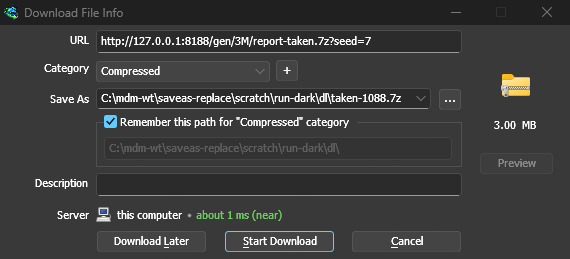 Download File Info
URL
http://127.0.0.1:8188/gen/3M/report-taken.7z?seed=7
Category
Compressed
+
Save As
C:\mdm-wt\saveas-replace\scratch\run-dark\dl\taken-1088.7z
...
Remember this path for "Compressed" category
C:\mdm-wt\saveas-replace\scratch\run-dark\dl\
3.00 MB
Preview
Description
Server
this computer • about 1 ms (near)
Download Later
Start Download
Cancel